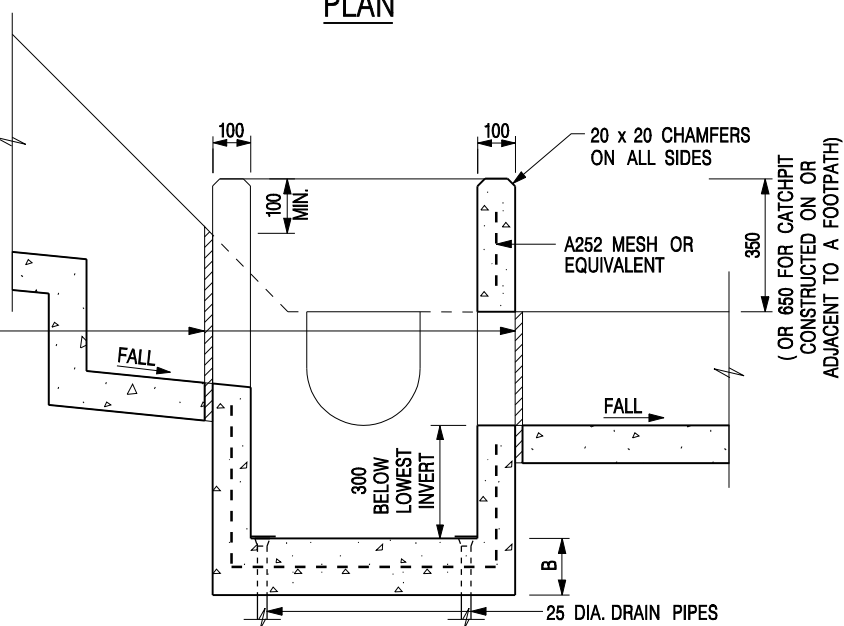 PLAN
100
100
20 x 20 CHAMFERS
ON ALL SIDES
100
MIN.
A252 MESH OR
EQUIVALENT
350
( OR 650 FOR CATCHPIT
CONSTRUCTED ON OR
ADJACENT TO A FOOTPATH)
FALL
FALL
300
BELOW
LOWEST
INVERT
B
25 DIA. DRAIN PIPES